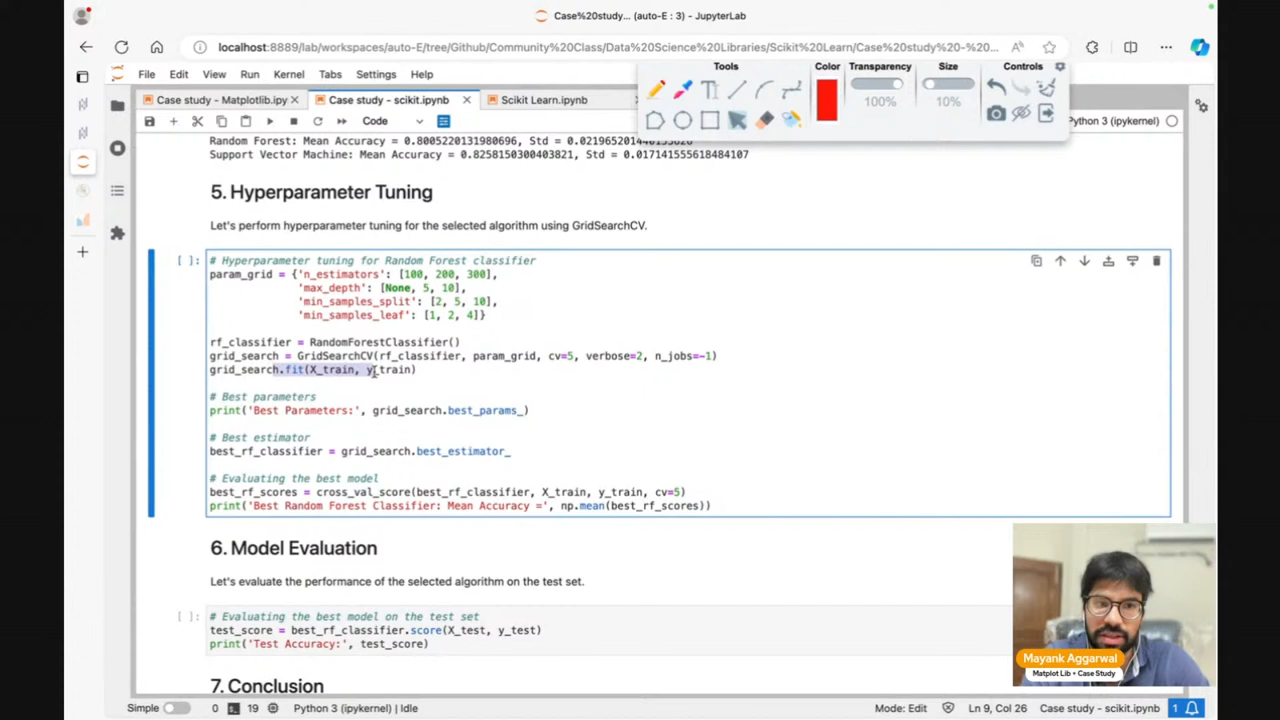 Case%20study... (auto-E : 3) - JupyterLab
localhost:8889/lab/workspaces/auto-E/tree/Github/Community%20Class/Data%20Science%20Libraries/Scikit%20Learn/Case%20study%20-%20...
File Edit View Run Kernel Tabs Settings Help
Tools Color Transparency Size Controls
100% 10%
Case study - Matplotlib.ipy Case study - scikit.ipynb Scikit Learn.ipynb
Code
Python 3 (ipykernel)
Random Forest: Mean Accuracy = 0.8005220131980696, Std =
Support Vector Machine: Mean Accuracy = 0.8258150300403821, Std = 0.017141555618484107
5. Hyperparameter Tuning
Let's perform hyperparameter tuning for the selected algorithm using GridSearchCV.
[ ]: # Hyperparameter tuning for Random Forest classifier
param_grid = {'n_estimators': [100, 200, 300],
'max_depth': [None, 5, 10],
'min_samples_split': [2, 5, 10],
'min_samples_leaf': [1, 2, 4]}
rf_classifier = RandomForestClassifier()
grid_search = GridSearchCV(rf_classifier, param_grid, cv=5, verbose=2, n_jobs=-1)
grid_search.fit(X_train, y_train)
# Best parameters
print('Best Parameters:', grid_search.best_params_)
# Best estimator
best_rf_classifier = grid_search.best_estimator_
# Evaluating the best model
best_rf_scores = cross_val_score(best_rf_classifier, X_train, y_train, cv=5)
print('Best Random Forest Classifier: Mean Accuracy =', np.mean(best_rf_scores))
6. Model Evaluation
Let's evaluate the performance of the selected algorithm on the test set.
[ ]: # Evaluating the best model on the test set
test_score = best_rf_classifier.score(X_test, y_test)
print('Test Accuracy:', test_score)
7. Conclusion
Mayank Aggarwal
Matplot Lib + Case Study
Simple 0 19 Python 3 (ipykernel) | Idle Mode: Edit Ln 9, Col 26 Case study - scikit.ipynb 1